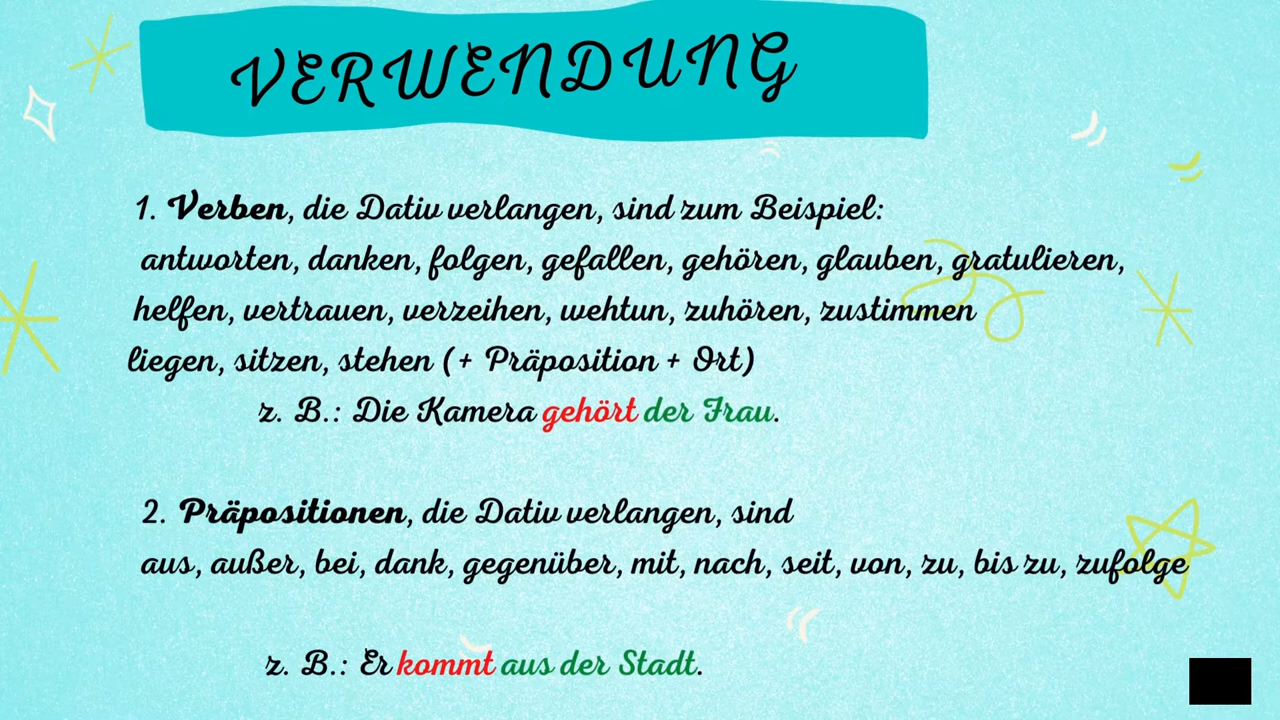 VERWENDUNG
1. Verben, die Dativ verlangen, sind zum Beispiel:
antworten, danken, folgen, gefallen, gehören, glauben, gratulieren,
helfen, vertrauen, verzeihen, wehtun, zuhören, zustimmen
liegen, sitzen, stehen (+ Präposition + Ort)
z. B.: Die Kamera gehört der Frau.
2. Präpositionen, die Dativ verlangen, sind
aus, außer, bei, dank, gegenüber, mit, nach, seit, von, zu, bis zu, zufolge
z. B.: Er kommt aus der Stadt.